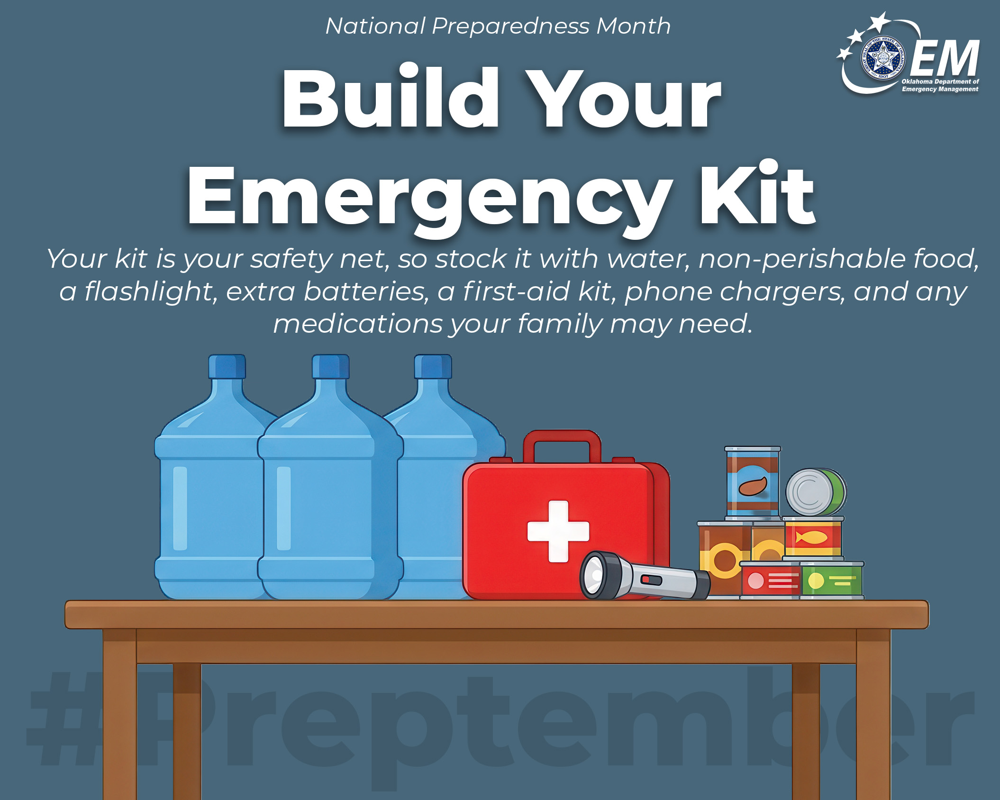 National Preparedness Month
Build Your
Emergency Kit
Your kit is your safety net, so stock it with water, non-perishable food,
a flashlight, extra batteries, a first-aid kit, phone chargers, and any
medications your family may need.
GREAT SEAL OF THE STATE OF OKLAHOMA
1907
EM
Oklahoma Department of
Emergency Management
#Preptember